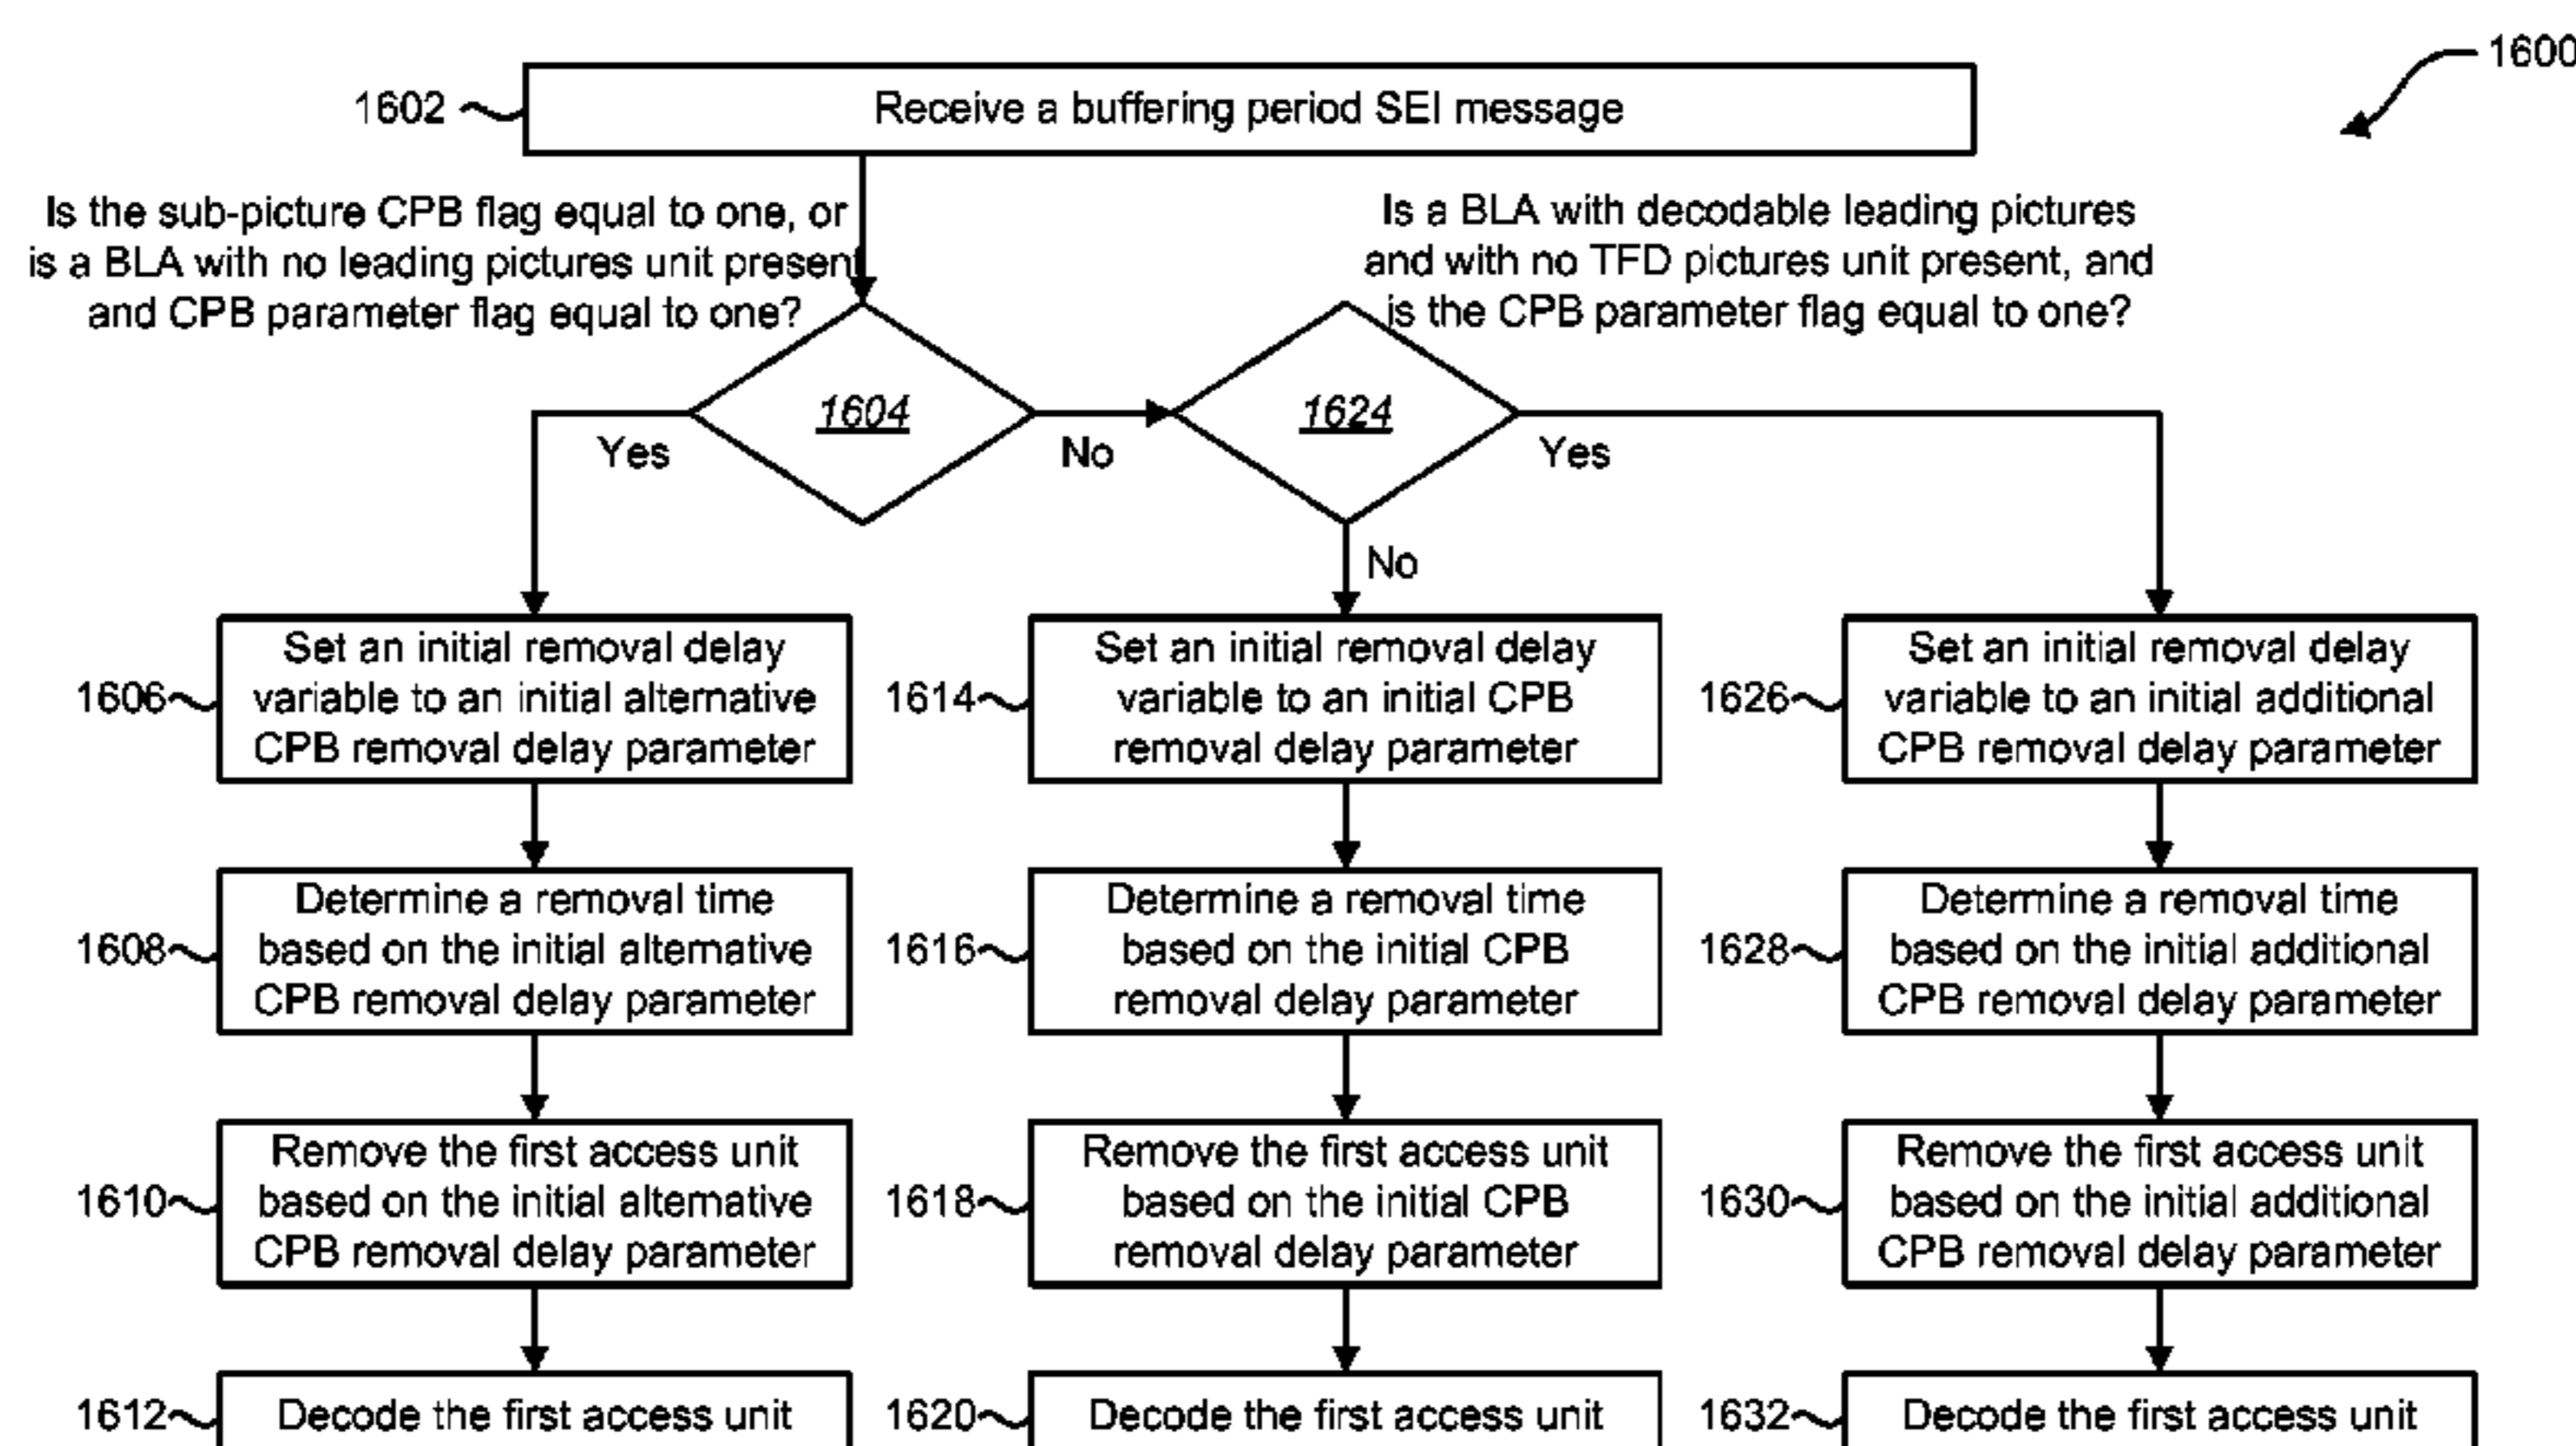 1600
1602
Receive a buffering period SEI message
Is the sub-picture CPB flag equal to one, or
is a BLA with no leading pictures unit present
and CPB parameter flag equal to one?
Is a BLA with decodable leading pictures
and with no TFD pictures unit present, and
is the CPB parameter flag equal to one?
1604
1624
Yes
No
Yes
No
1606
Set an initial removal delay
variable to an initial alternative
CPB removal delay parameter
1614
Set an initial removal delay
variable to an initial CPB
removal delay parameter
1626
Set an initial removal delay
variable to an initial additional
CPB removal delay parameter
1608
Determine a removal time
based on the initial alternative
CPB removal delay parameter
1616
Determine a removal time
based on the initial CPB
removal delay parameter
1628
Determine a removal time
based on the initial additional
CPB removal delay parameter
1610
Remove the first access unit
based on the initial alternative
CPB removal delay parameter
1618
Remove the first access unit
based on the initial CPB
removal delay parameter
1630
Remove the first access unit
based on the initial additional
CPB removal delay parameter
1612
Decode the first access unit
1620
Decode the first access unit
1632
Decode the first access unit